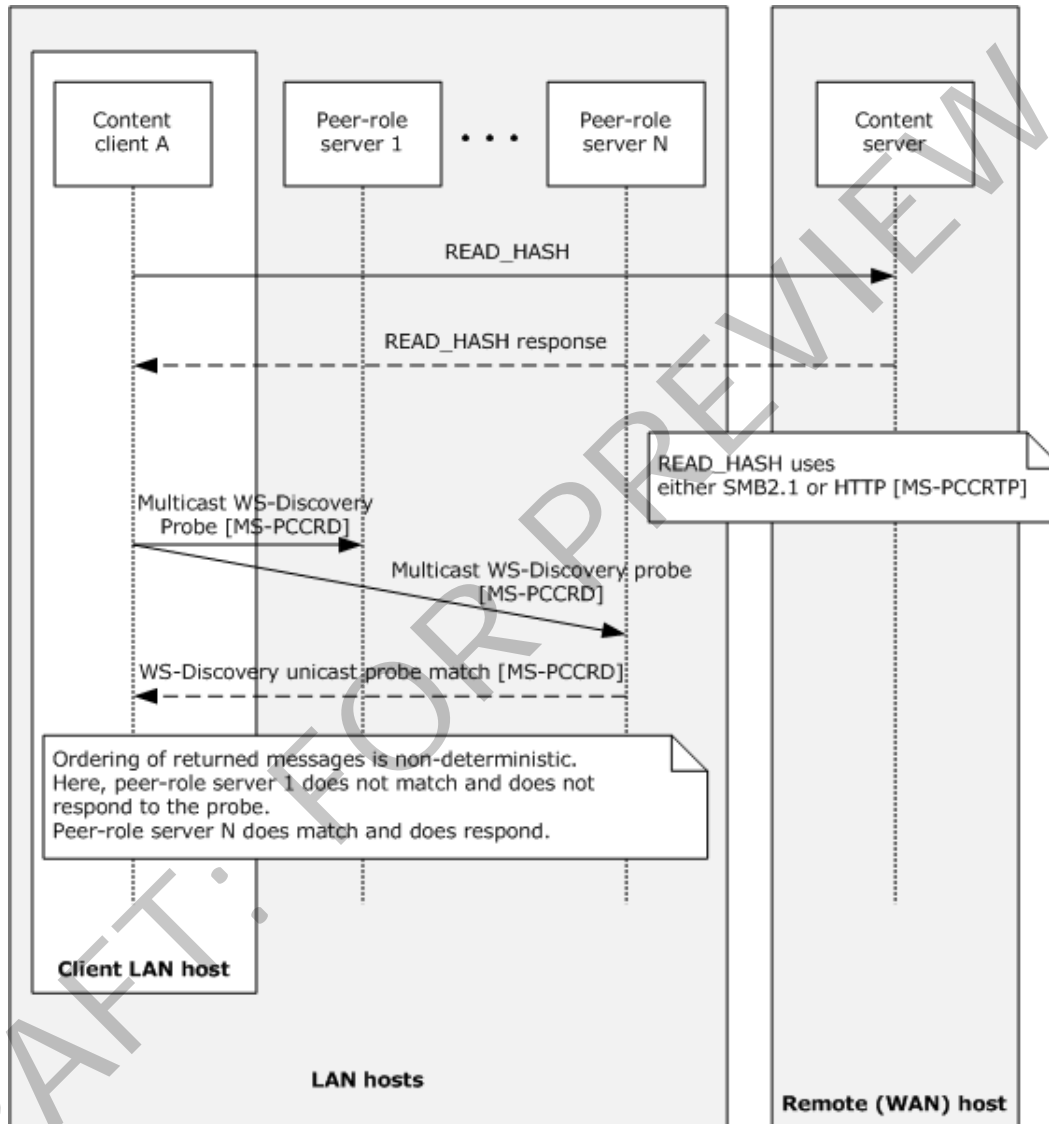 Content
client A
Peer-role
server 1
• • •
Peer-role
server N
Content
server
READ_HASH
READ_HASH response
READ_HASH uses
either SMB2.1 or HTTP [MS-PCCRTP]
Multicast WS-Discovery
Probe [MS-PCCRD]
Multicast WS-Discovery probe
[MS-PCCRD]
WS-Discovery unicast probe match [MS-PCCRD]
Ordering of returned messages is non-deterministic.
Here, peer-role server 1 does not match and does not
respond to the probe.
Peer-role server N does match and does respond.
Client LAN host
LAN hosts
Remote (WAN) host
AFT: FOR PREVIEW